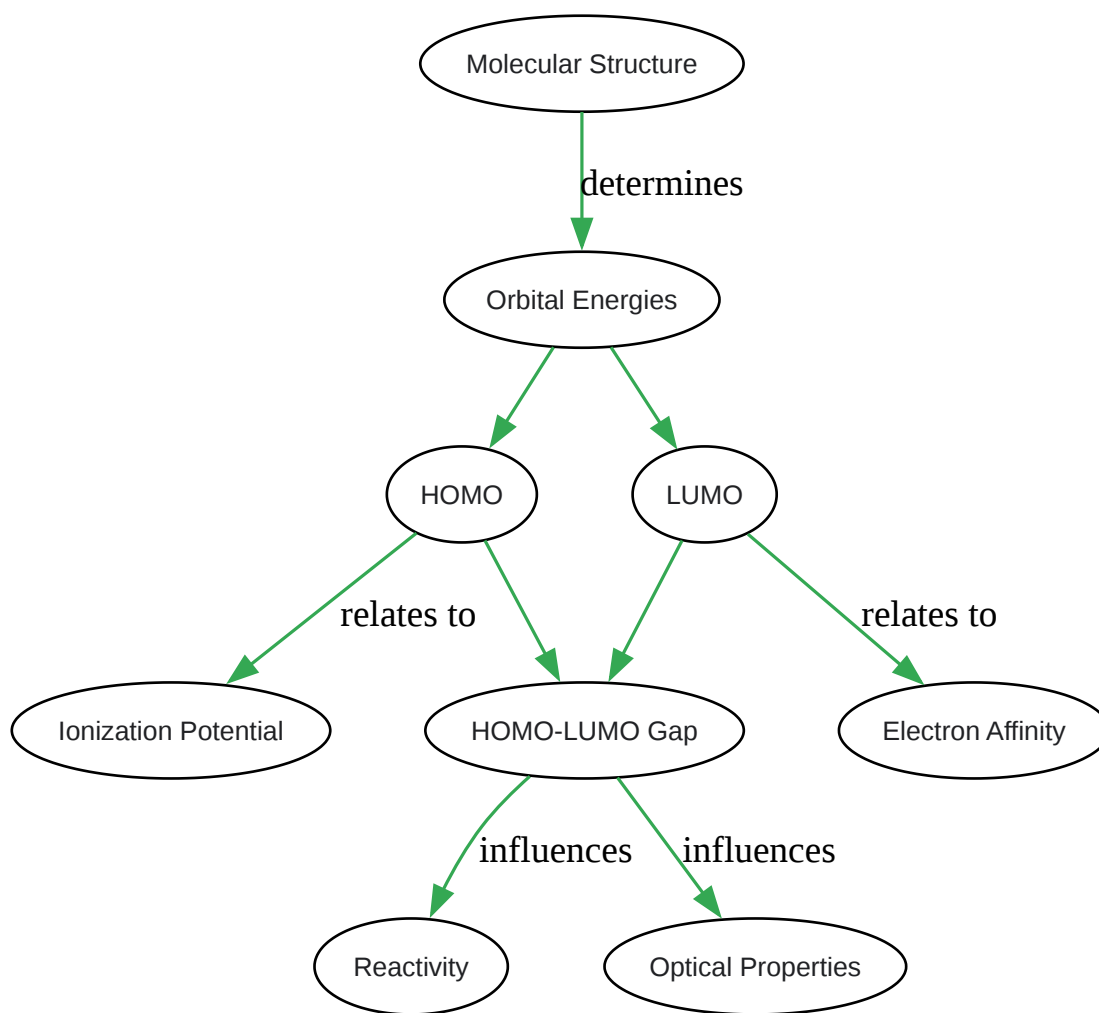 Molecular Structure
determines
Orbital Energies
HOMO
LUMO
relates to
relates to
Ionization Potential
HOMO-LUMO Gap
Electron Affinity
influences
influences
Reactivity
Optical Properties